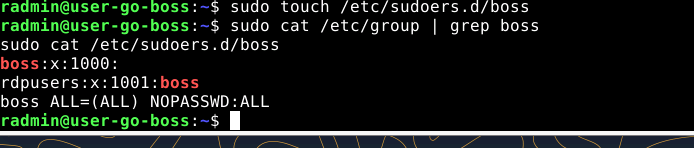 radmin@user-go-boss:~$ sudo touch /etc/sudoers.d/boss
radmin@user-go-boss:~$ sudo cat /etc/group | grep boss
sudo cat /etc/sudoers.d/boss
boss:x:1000:
rdpusers:x:1001:boss
boss ALL=(ALL) NOPASSWD:ALL
radmin@user-go-boss:~$